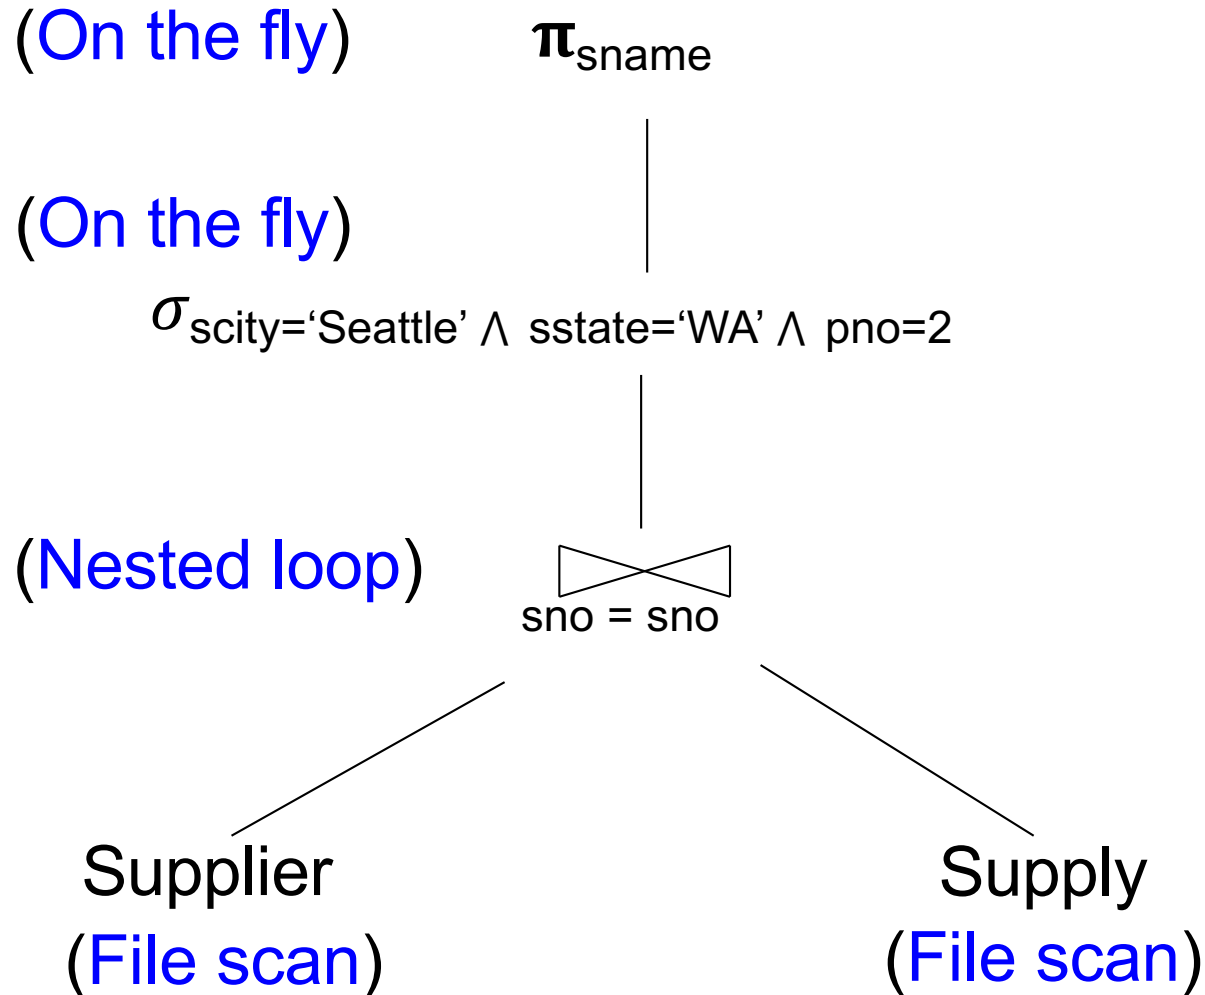 (On the fly) πsname
(On the fly)
σscity=‘Seattle’ ∧ sstate=‘WA’ ∧ pno=2
(Nested loop)
sno = sno
Supplier Supply
(File scan) (File scan)